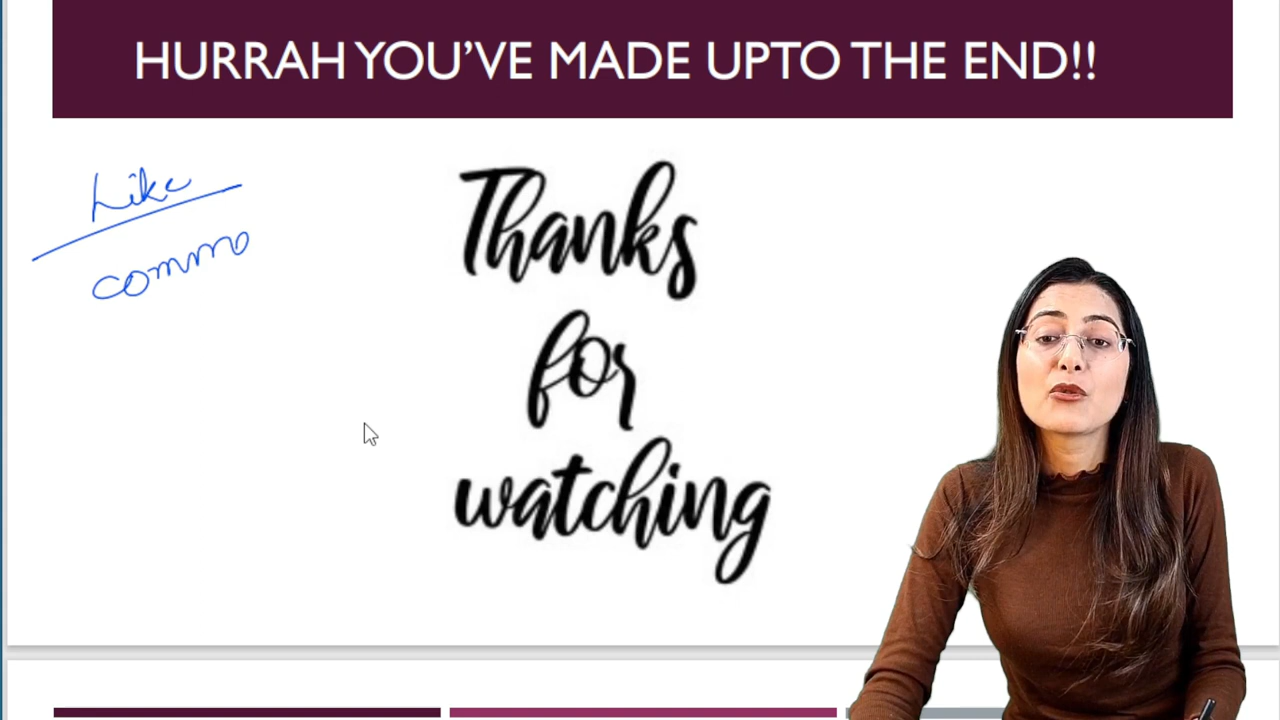 HURRAH YOU'VE MADE UPTO THE END!!
Like
commo
Thanks
for
watching